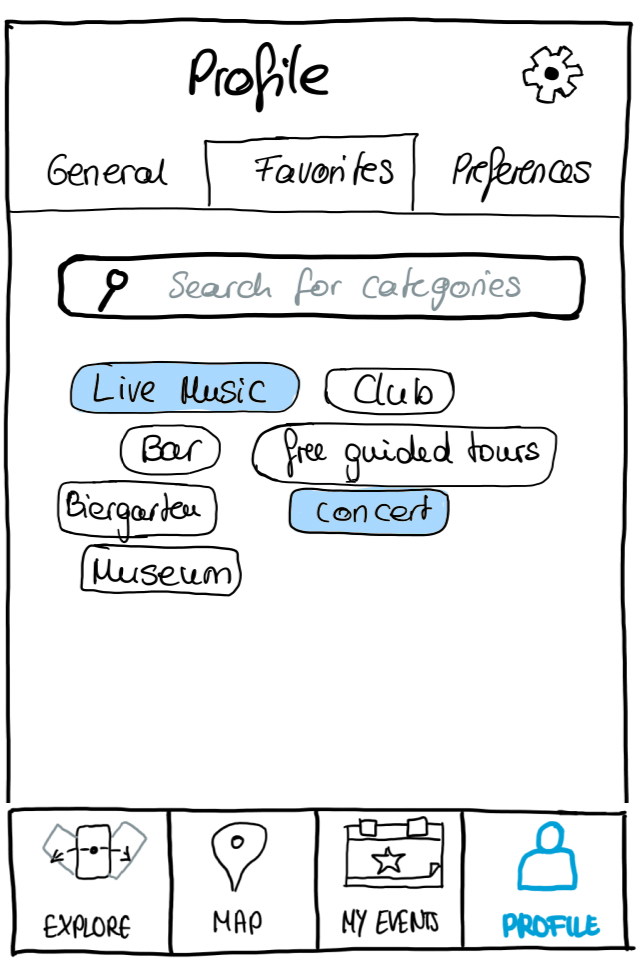 Profile
General Favorites Preferences
Search for categories
Live Music Club
Bar free guided tours
Biergarten concert
Museum
EXPLORE MAP MY EVENTS PROFILE